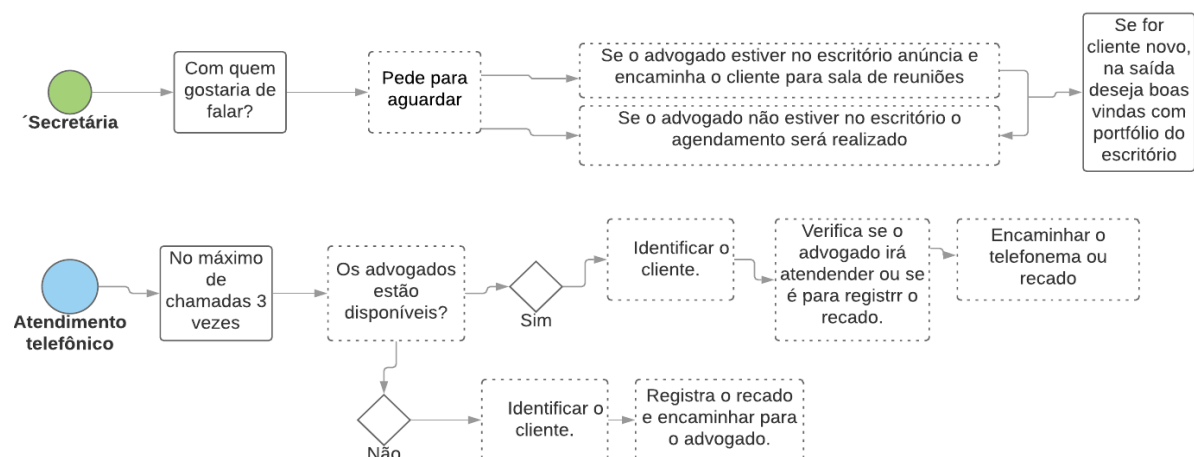 ´Secretária
Com quem
gostaria de
falar?
Pede para
aguardar
Se o advogado estiver no escritório anúncia e
encaminha o cliente para sala de reuniões
Se o advogado não estiver no escritório o
agendamento será realizado
Se for
cliente novo,
na saída
deseja boas
vindas com
portfólio do
escritório
Atendimento
telefônico
No máximo
de
chamadas 3
vezes
Os advogados
estão
disponíveis?
Sim
Identificar o
cliente.
Verifica se o
advogado irá
atendender ou se
é para registrr o
recado.
Encaminhar o
telefonema ou
recado
Não
Identificar o
cliente.
Registra o recado
e encaminhar para
o advogado.